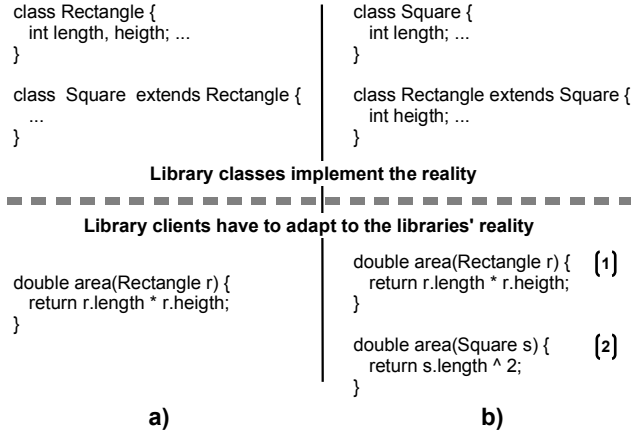 class Rectangle {
int length, heigth; ...
}
class Square extends Rectangle {
...
}
class Square {
int length; ...
}
class Rectangle extends Square {
int heigth; ...
}
Library classes implement the reality
Library clients have to adapt to the libraries' reality
double area(Rectangle r) {
return r.length * r.heigth;
}
double area(Rectangle r) { [1]
return r.length * r.heigth;
}
double area(Square s) { [2]
return s.length ^ 2;
}
a)
b)